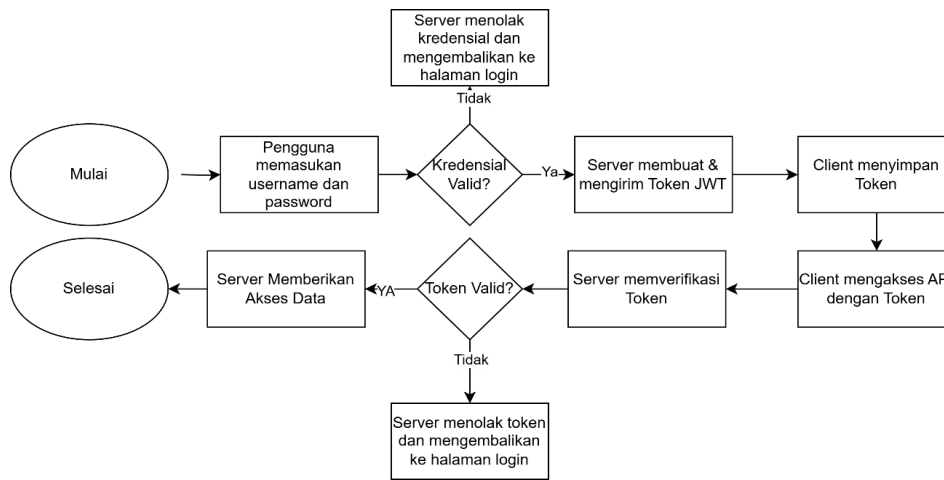 Server menolak
kredensial dan
mengembalikan ke
halaman login
Tidak
Mulai
Pengguna
memasukan
username dan
password
Kredensial
Valid?
Ya
Server membuat &
mengirim Token JWT
Client menyimpan
Token
Selesai
Server Memberikan
Akses Data
YA
Token Valid?
Server memverifikasi
Token
Client mengakses AP
dengan Token
Tidak
Server menolak token
dan mengembalikan
ke halaman login